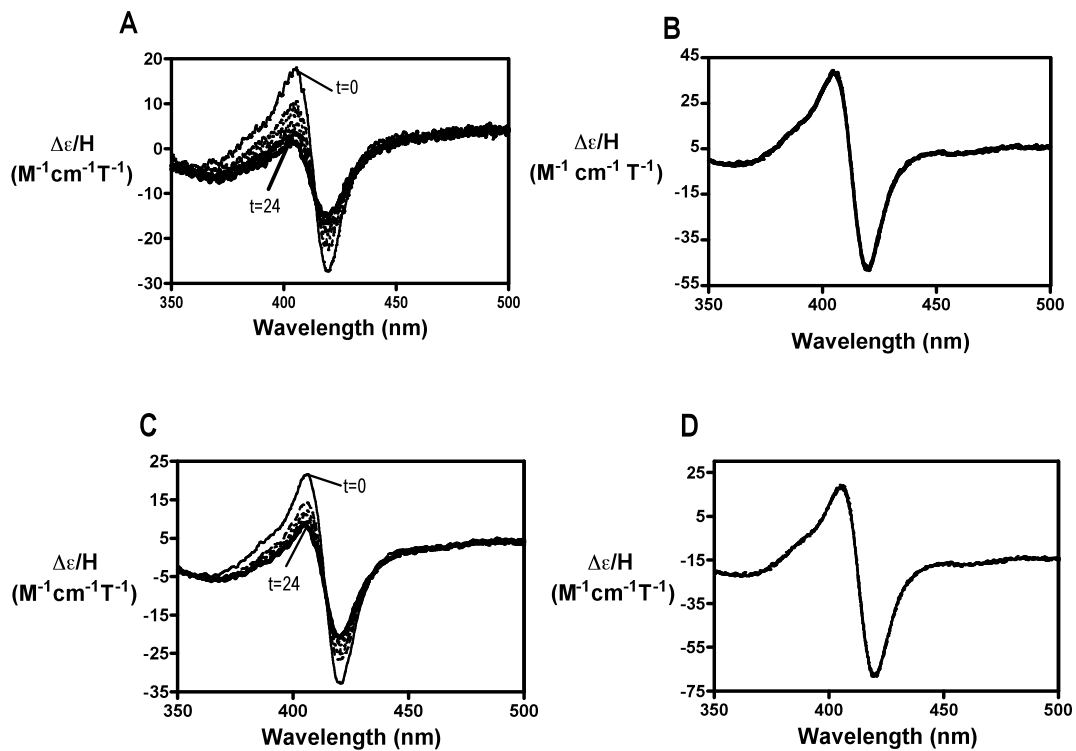 A
20
10
0
-10
-20
-30
Δε/H
(M⁻¹cm⁻¹T⁻¹)
t=0
t=24
350
400
450
500
Wavelength (nm)
B
45
25
5
-15
-35
-55
Δε/H
(M⁻¹ cm⁻¹ T⁻¹)
350
400
450
500
Wavelength (nm)
C
25
15
5
-5
-15
-25
-35
Δε/H
(M⁻¹cm⁻¹T⁻¹)
t=0
t=24
350
400
450
500
Wavelength (nm)
D
25
5
-15
-35
-55
-75
Δε/H
(M⁻¹cm⁻¹T⁻¹)
350
400
450
500
Wavelength (nm)